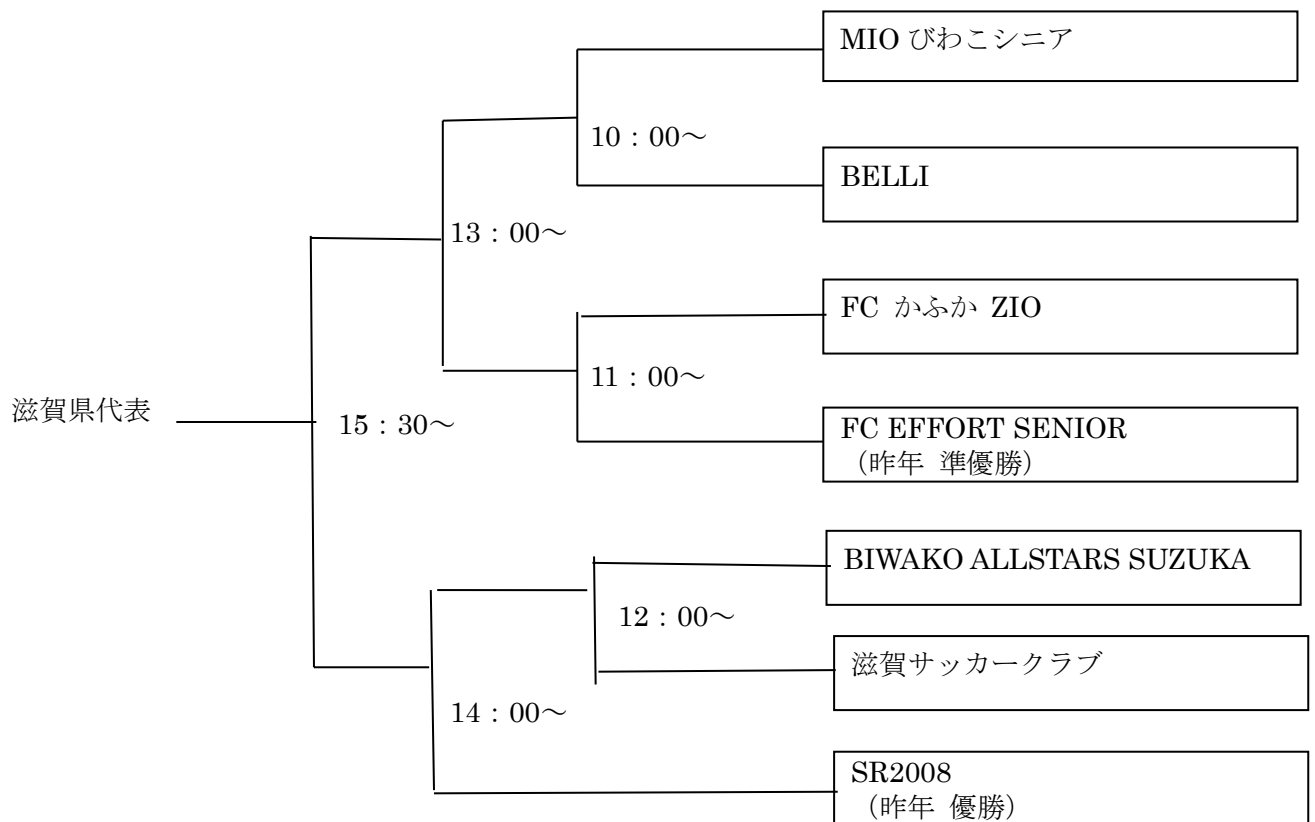 MIO びわこシニア
10：00～
BELLI
13：00～
FC かふか ZIO
11：00～
滋賀県代表
15：30～
FC EFFORT SENIOR
（昨年 準優勝）
BIWAKO ALLSTARS SUZUKA
12：00～
滋賀サッカークラブ
14：00～
SR2008
（昨年 優勝）